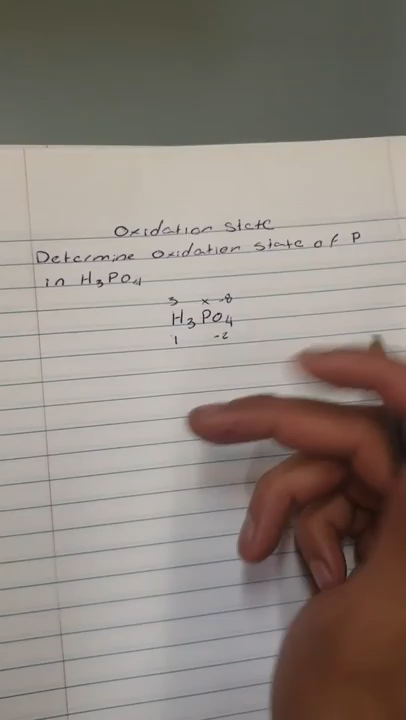 Oxidation state
Determine oxidation state of P
in H₃PO₄
3 x -8
H₃PO₄
1 -2